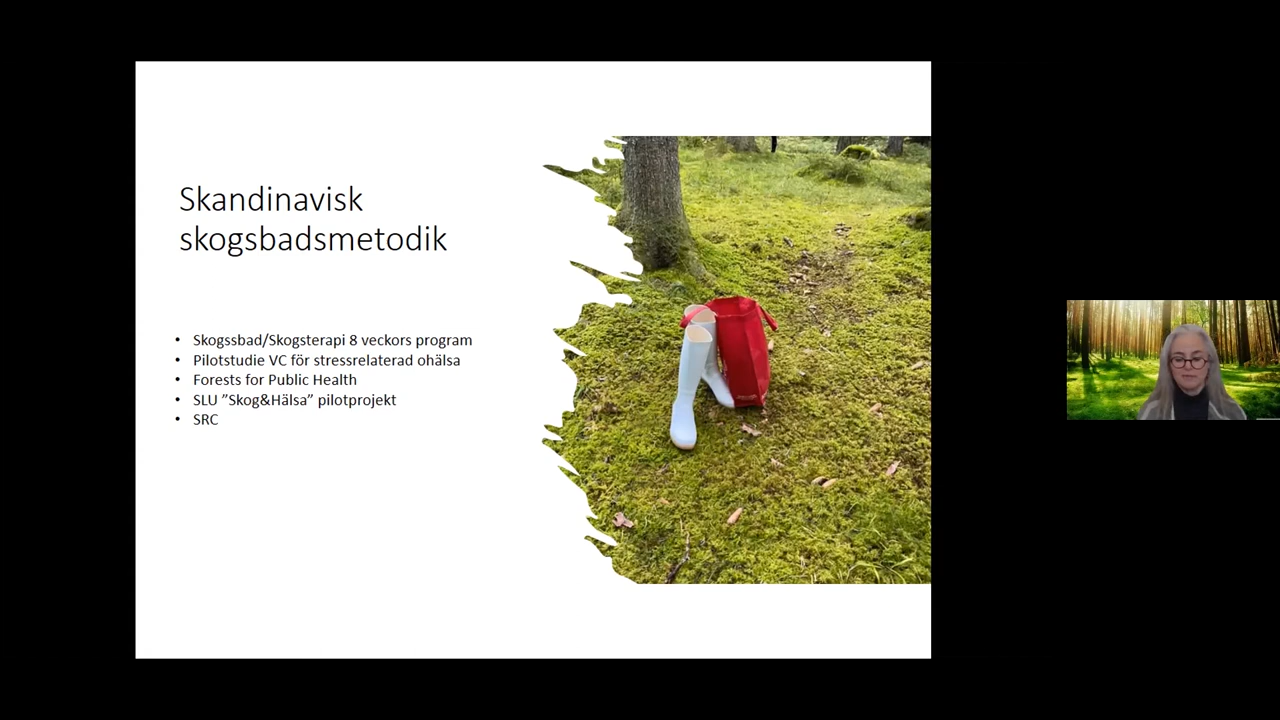 Skandinavisk
skogsbadsmetodik
• Skogssbad/Skogsterapi 8 veckors program
• Pilotstudie VC för stressrelaterad ohälsa
• Forests for Public Health
• SLU ”Skog&Hälsa” pilotprojekt
• SRC